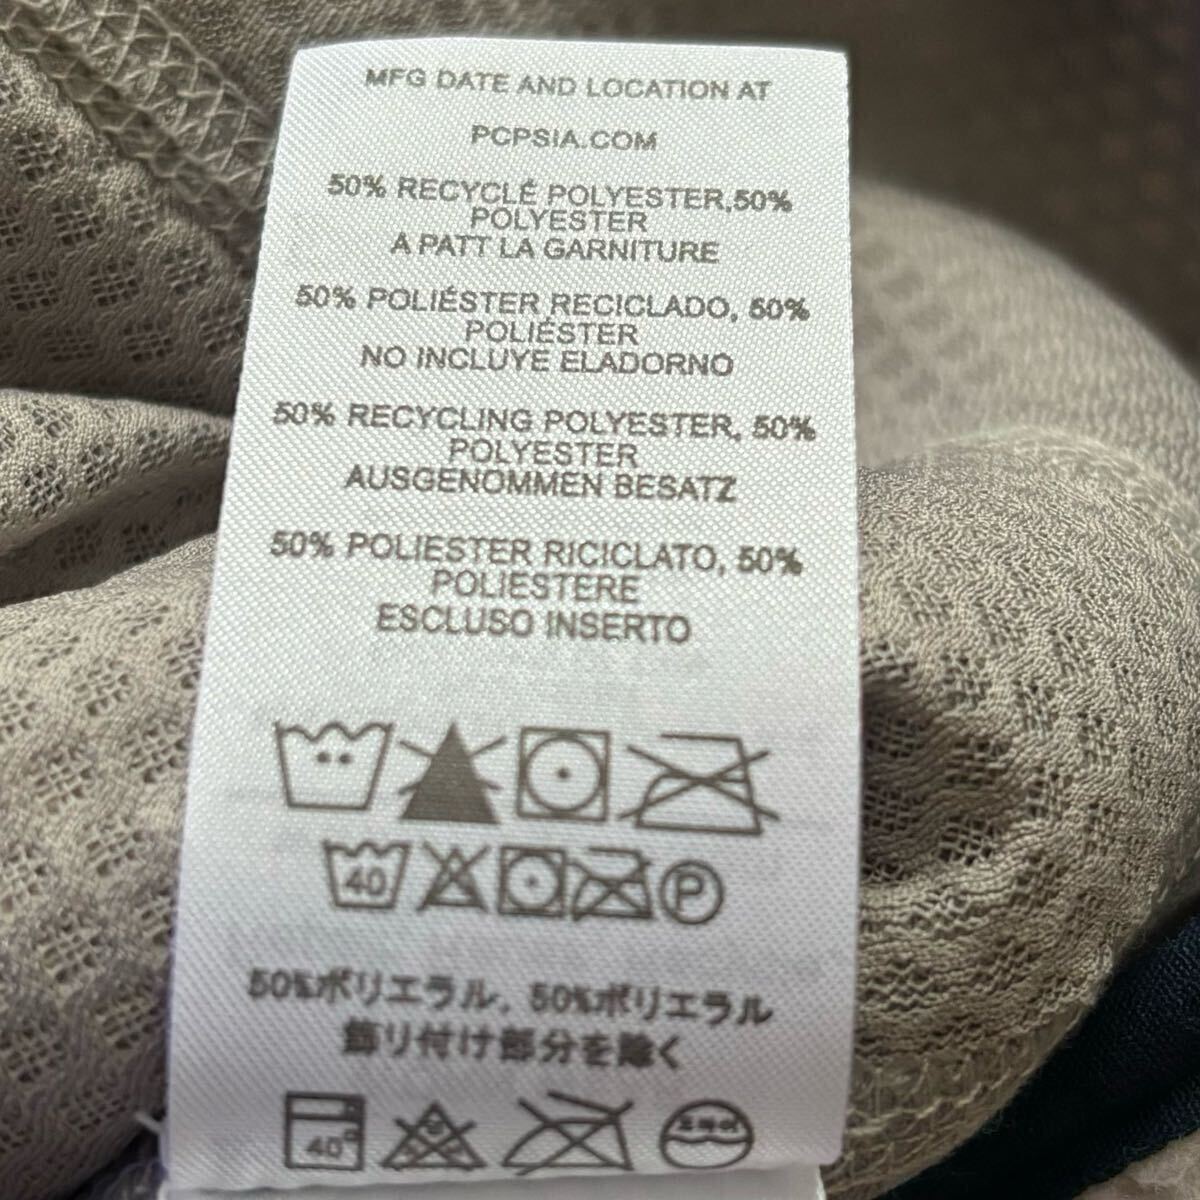 MFG DATE AND LOCATION AT
PCPSIA.COM
50% RECYCLÉ POLYESTER,50%
POLYESTER
A PATT LA GARNITURE
50% POLIÉSTER RECICLADO, 50%
POLIÉSTER
NO INCLUYE ELADORNO
50% RECYCLING POLYESTER, 50%
POLYESTER
AUSGENOMMEN BESATZ
50% POLIESTER RICICLATO, 50%
POLIESTERE
ESCLUSO INSERTO
40 P
50%ポリエラル, 50%ポリエラル
飾り付け部分を除く
40°